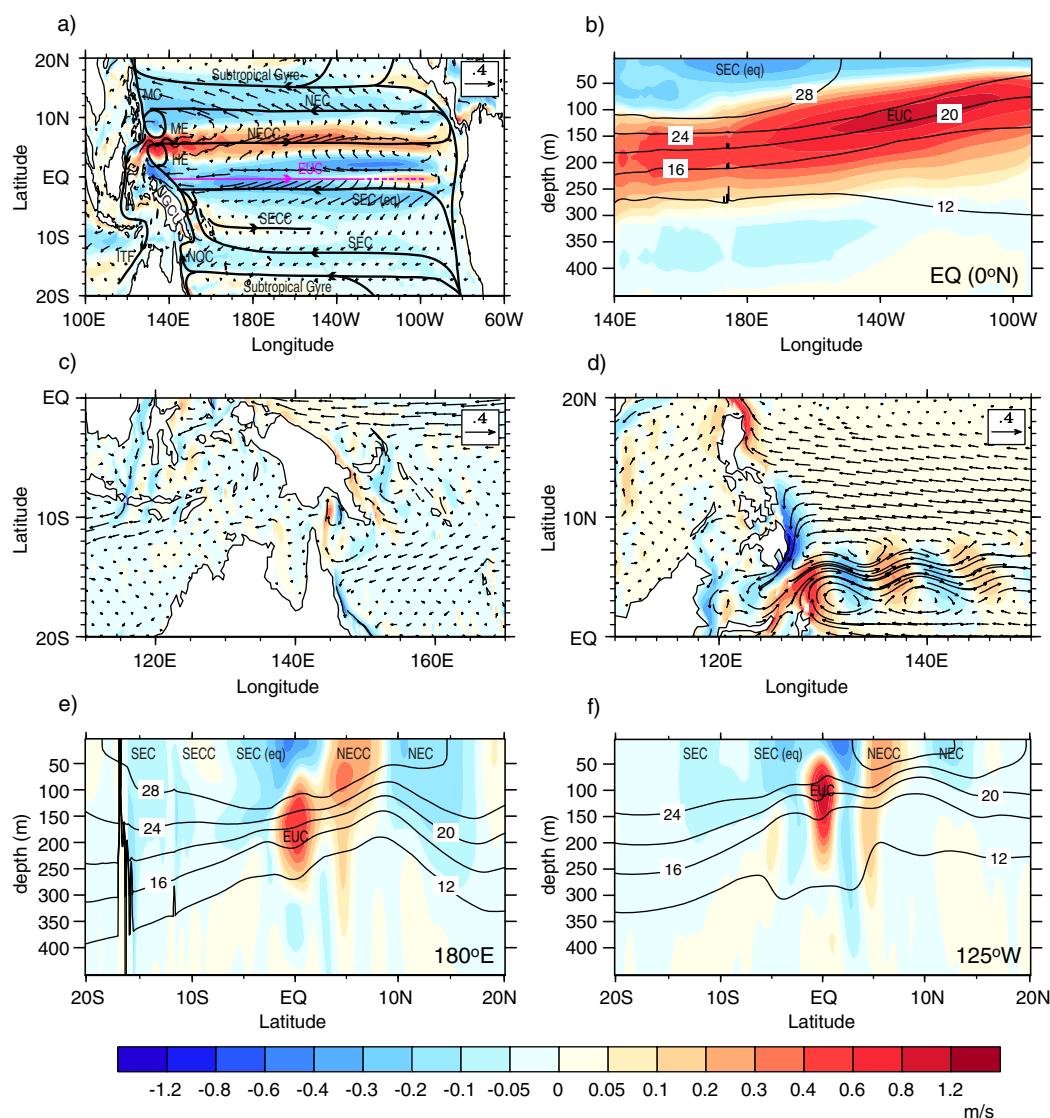 a)
20N
10N
EQ
10S
20S
Latitude
100E 140E 180W 140W 100W 60W
Longitude
.4
Subtropical Gyre
MC
NEC
ME
NECC
HE
EUC
SEC (eq)
SECC
SEC
ITF
NQC
Subtropical Gyre
b)
50
100
150
200
250
300
350
400
depth (m)
SEC (eq)
28
EUC
24
20
16
12
EQ (0ºN)
140E 180W 140W 100W
Longitude
c)
EQ
10S
20S
Latitude
.4
120E 140E 160E
Longitude
d)
20N
10N
EQ
Latitude
.4
120E 140E
Longitude
e)
50
100
150
200
250
300
350
400
depth (m)
SEC SECC SEC (eq) NECC NEC
28
24
EUC
20
16
12
180ºE
20S 10S EQ 10N 20N
Latitude
f)
50
100
150
200
250
300
350
400
depth (m)
SEC SEC (eq) NECC NEC
EUC
20
24
12
16
125ºW
20S 10S EQ 10N 20N
Latitude
-1.2 -0.8 -0.6 -0.4 -0.3 -0.2 -0.1 -0.05 0 0.05 0.1 0.2 0.3 0.4 0.6 0.8 1.2
m/s